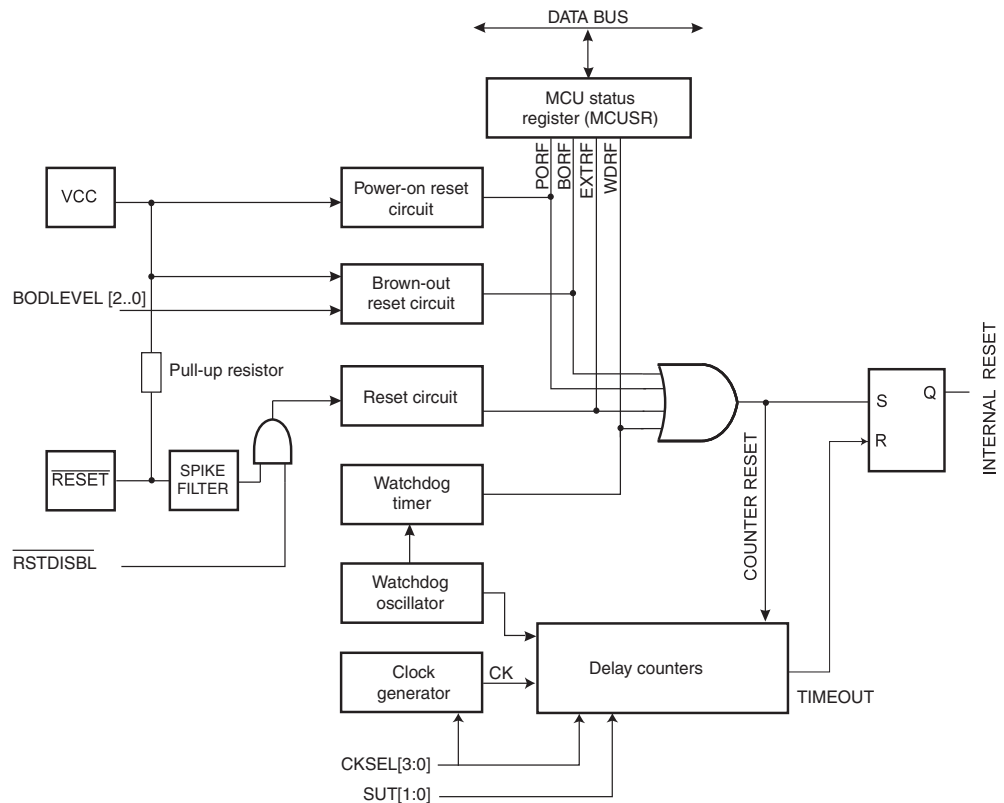 DATA BUS
MCU status
register (MCUSR)
PORF
BORF
EXTRF
WDRF
VCC
Power-on reset
circuit
BODLEVEL [2..0]
Brown-out
reset circuit
Pull-up resistor
Reset circuit
RESET
SPIKE
FILTER
RSTDISBL
Watchdog
timer
Watchdog
oscillator
Clock
generator
CK
Delay counters
COUNTER RESET
TIMEOUT
S
R
Q
INTERNAL RESET
CKSEL[3:0]
SUT[1:0]